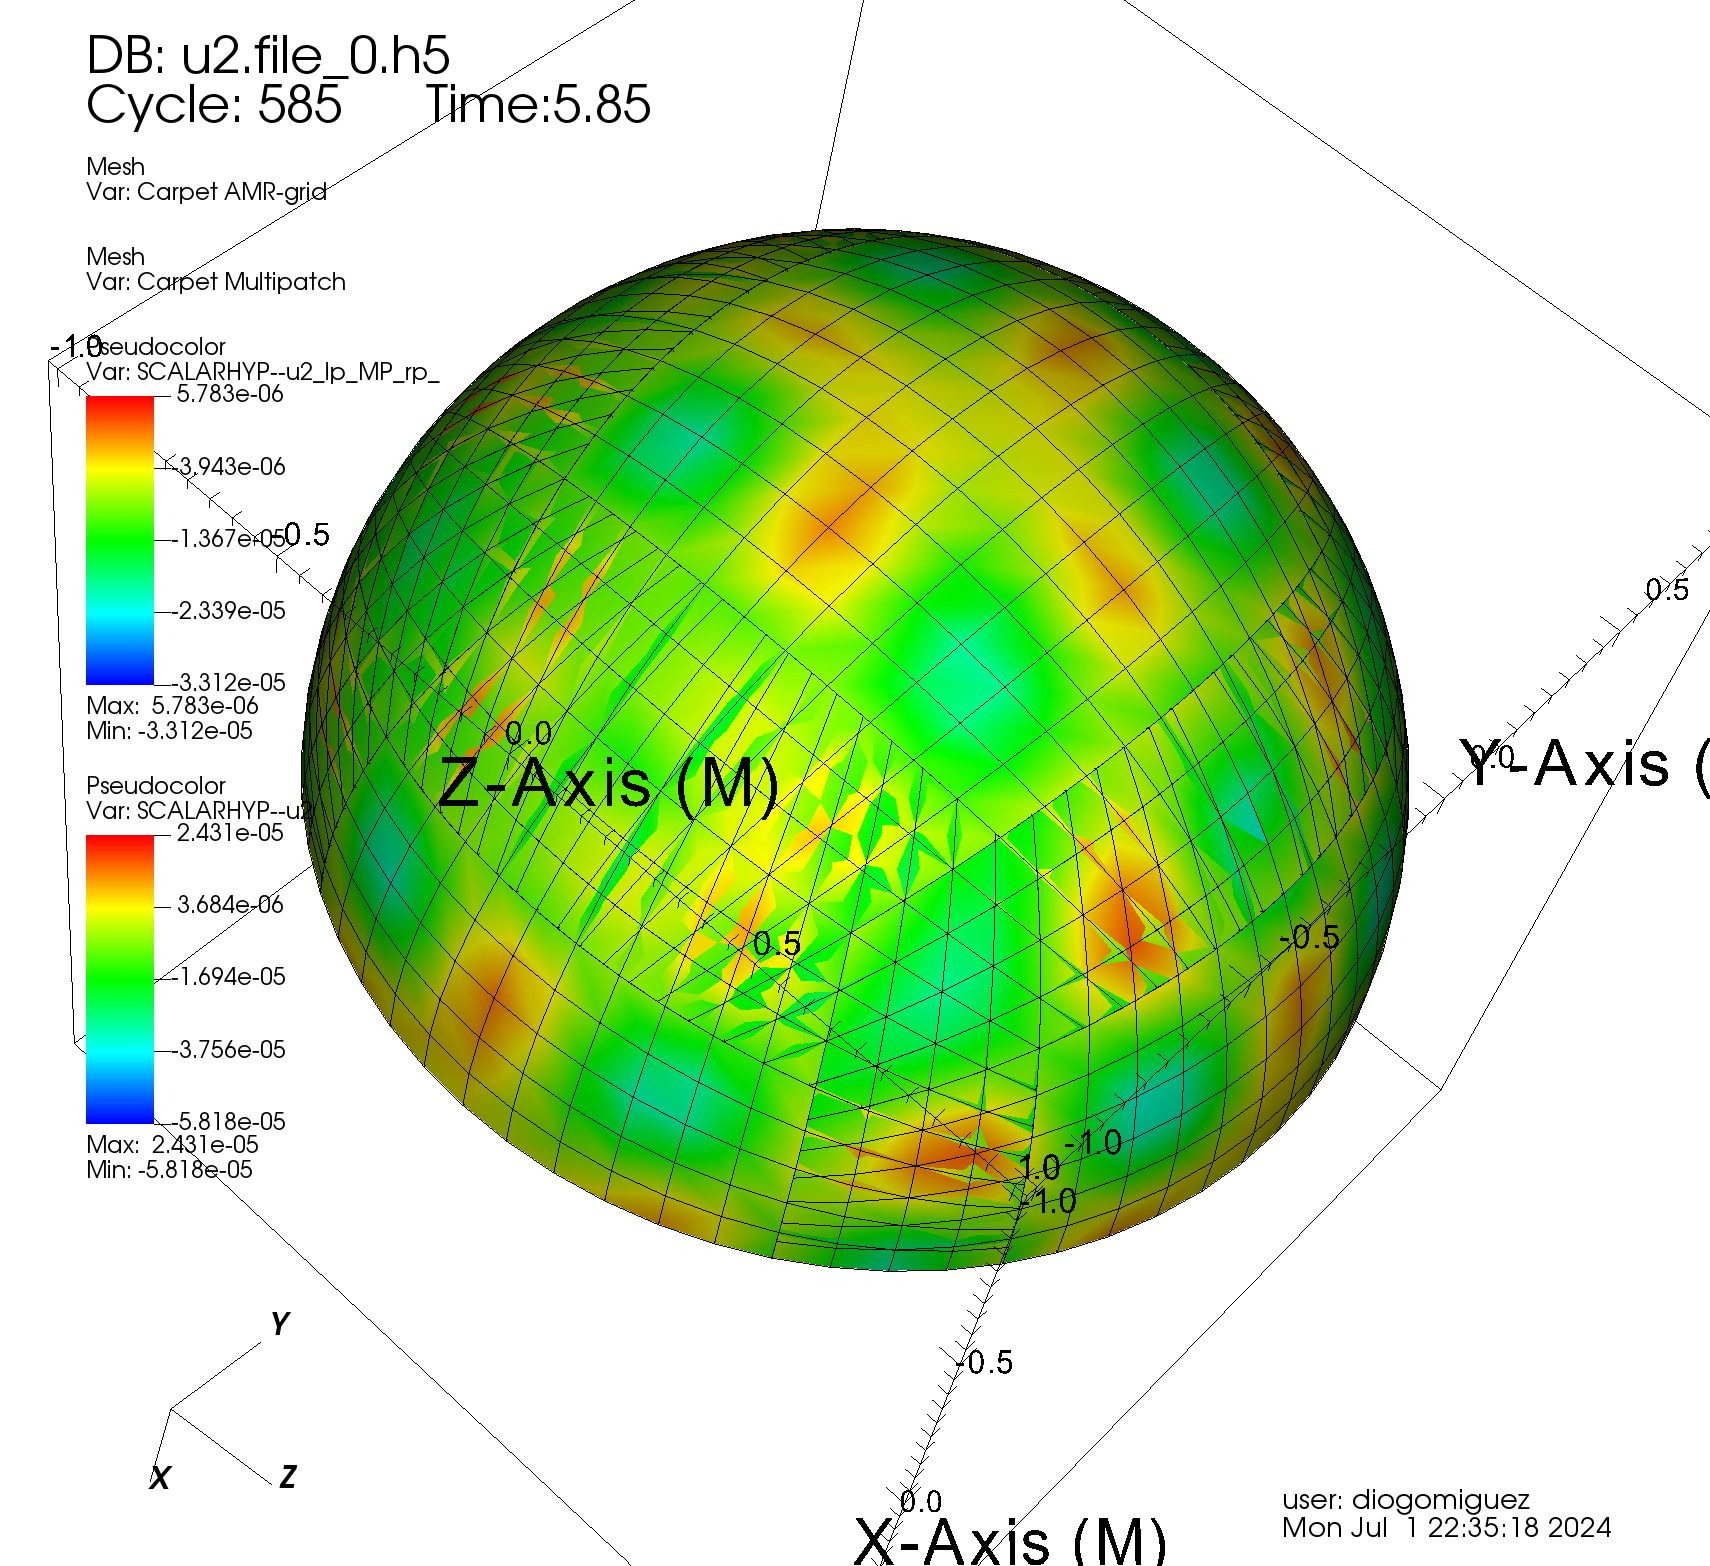 DB: u2.file_0.h5
Cycle: 585 Time:5.85
Mesh
Var: Carpet AMR-grid
Mesh
Var: Carpet Multipatch
Pseudocolor
Var: SCALARHYP--u2_lp_MP_rp_
5.783e-06
-3.943e-06
-1.367e-05
-2.339e-05
-3.312e-05
Max: 5.783e-06
Min: -3.312e-05
Pseudocolor
Var: SCALARHYP--u2
2.431e-05
3.684e-06
-1.694e-05
-3.756e-05
-5.818e-05
Max: 2.431e-05
Min: -5.818e-05
-1.0
-0.5
0.0
Z-Axis (M)
0.5
1.0
0.5
0.0
Y-Axis (
-0.5
-1.0
-1.0
-0.5
0.0
X-Axis (M)
Y
X
Z
user: diogomiguez
Mon Jul 1 22:35:18 2024